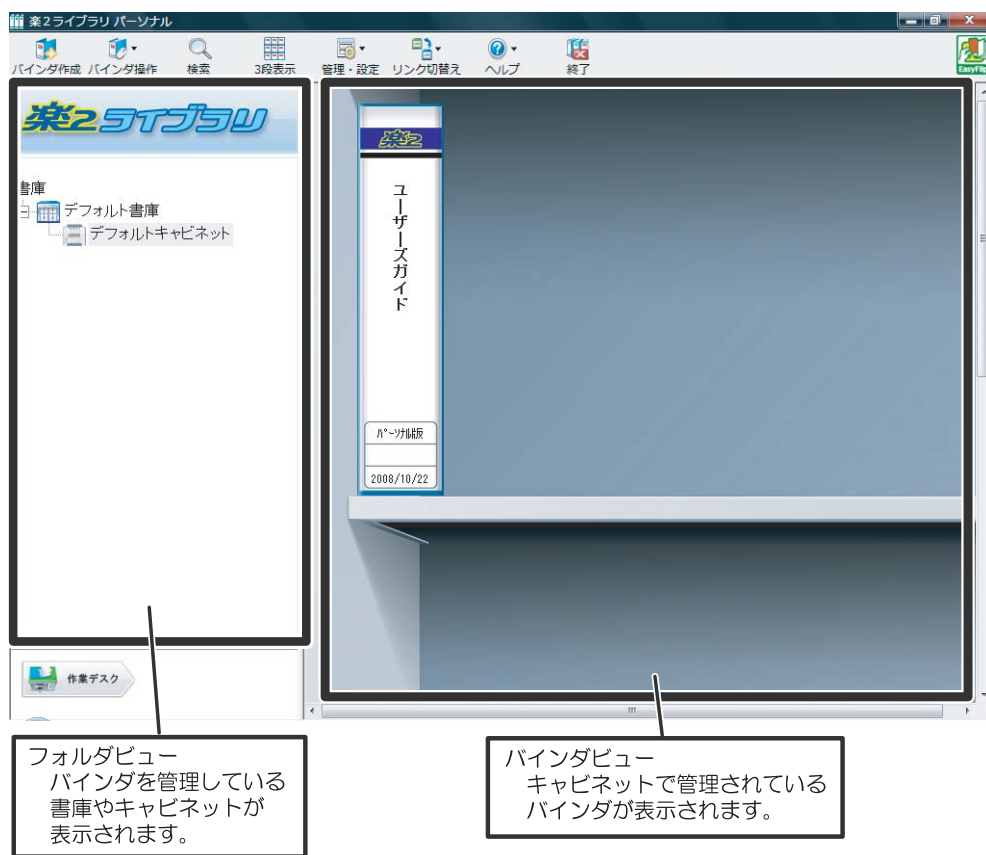 楽2ライブラリ パーソナル
バインダ作成 バインダ操作 検索 3段表示 管理・設定 リンク切替え ヘルプ 終了
EasyFlip
楽2ライブラリ
書庫
デフォルト書庫
デフォルトキャビネット
楽2
ユーザーズガイド
パーソナル版
2008/10/22
作業デスク
フォルダビュー
バインダを管理している
書庫やキャビネットが
表示されます。
バインダビュー
キャビネットで管理されている
バインダが表示されます。